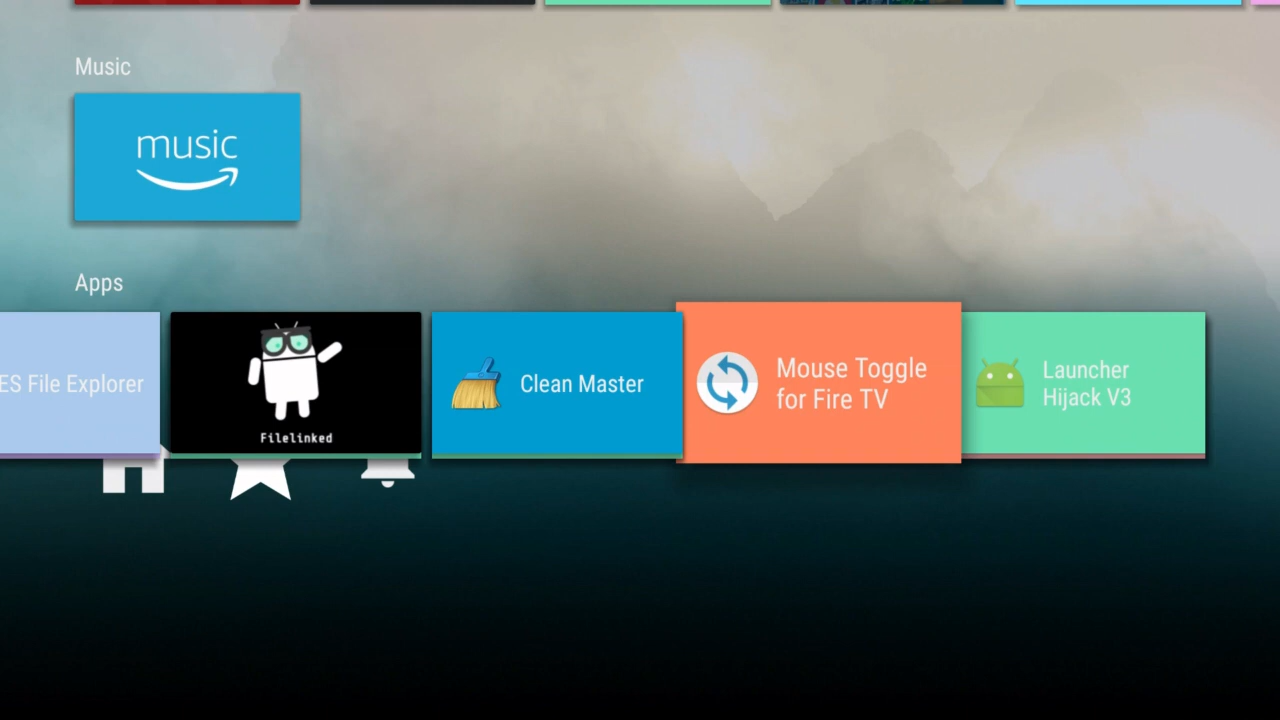 Music
music
Apps
ES File Explorer
Filelinked
Clean Master
Mouse Toggle
for Fire TV
Launcher
Hijack V3